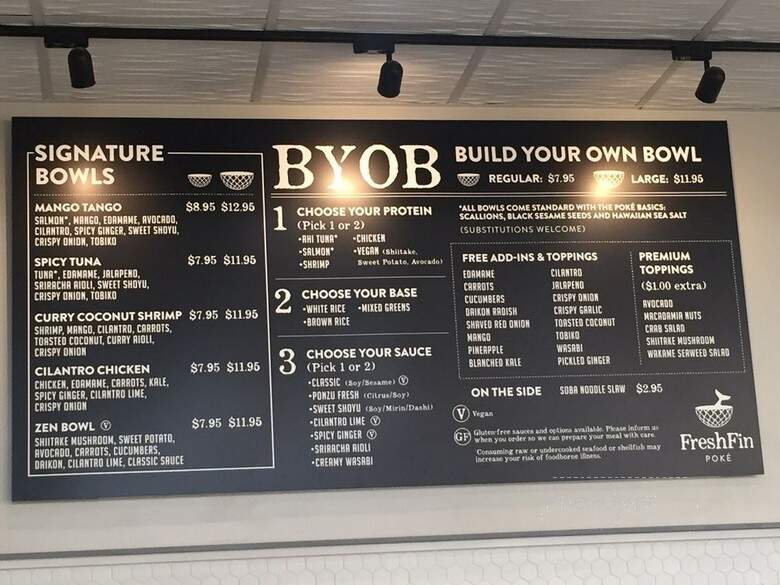 SIGNATURE
BOWLS
MANGO TANGO $8.95 $12.95
SALMON*, MANGO, EDAMAME, AVOCADO,
CILANTRO, SPICY GINGER, SWEET SHOYU,
CRISPY ONION, TOBIKO
SPICY TUNA $7.95 $11.95
TUNA*, EDAMAME, JALAPENO,
SRIRACHA AIOLI, SWEET SHOYU,
CRISPY ONION, TOBIKO
CURRY COCONUT SHRIMP $7.95 $11.95
SHRIMP, MANGO, CILANTRO, CARROTS,
TOASTED COCONUT, CURRY AIOLI,
CRISPY ONION
CILANTRO CHICKEN $7.95 $11.95
CHICKEN, EDAMAME, CARROTS, KALE,
SPICY GINGER, CILANTRO LIME,
CRISPY ONION
ZEN BOWL V $7.95 $11.95
SHIITAKE MUSHROOM, SWEET POTATO,
AVOCADO, CARROTS, CUCUMBERS,
DAIKON, CILANTRO LIME, CLASSIC SAUCE
BYOB BUILD YOUR OWN BOWL
REGULAR: $7.95 LARGE: $11.95
1 CHOOSE YOUR PROTEIN
(Pick 1 or 2)
•AHI TUNA* •CHICKEN
•SALMON* •VEGAN (Shiitake,
•SHRIMP Sweet Potato, Avocado)
2 CHOOSE YOUR BASE
•WHITE RICE •MIXED GREENS
•BROWN RICE
3 CHOOSE YOUR SAUCE
(Pick 1 or 2)
•CLASSIC (Soy/Sesame) V
•PONZU FRESH (Citrus/Soy)
•SWEET SHOYU (Soy/Mirin/Dashi)
•CILANTRO LIME V
•SPICY GINGER V
•SRIRACHA AIOLI
•CREAMY WASABI
*ALL BOWLS COME STANDARD WITH THE POKÉ BASICS:
SCALLIONS, BLACK SESAME SEEDS AND HAWAIIAN SEA SALT
(SUBSTITUTIONS WELCOME)
FREE ADD-INS & TOPPINGS
EDAMAME
CARROTS
CUCUMBERS
DAIKON RADISH
SHAVED RED ONION
MANGO
PINEAPPLE
BLANCHED KALE
CILANTRO
JALAPENO
CRISPY ONION
CRISPY GARLIC
TOASTED COCONUT
TOBIKO
WASABI
PICKLED GINGER
PREMIUM
TOPPINGS
($1.00 extra)
AVOCADO
MACADAMIA NUTS
CRAB SALAD
SHIITAKE MUSHROOM
WAKAME SEAWEED SALAD
ON THE SIDE SOBA NOODLE SLAW $2.95
V Vegan
GF Gluten-free sauces and options available. Please inform us
when you order so we can prepare your meal with care.
*Consuming raw or undercooked seafood or shellfish may
increase your risk of foodborne illness.
FreshFin
POKÉ